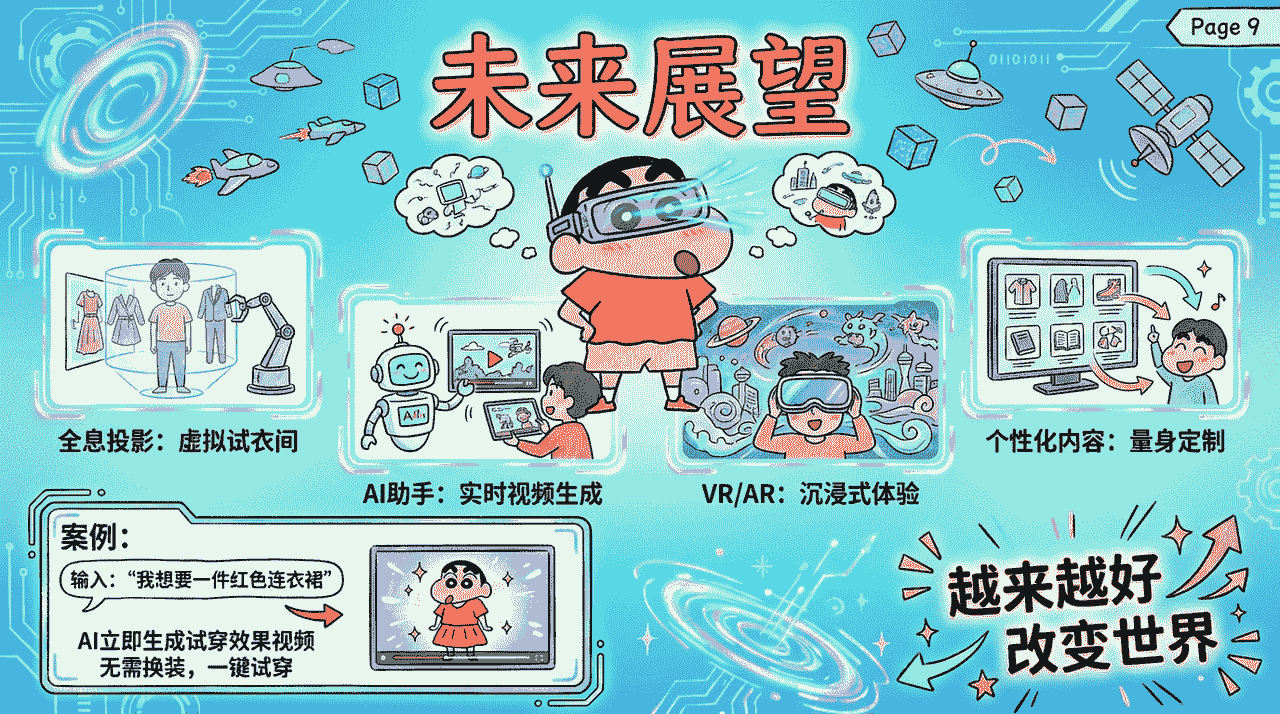 Page 9
未来展望
01101011
全息投影：虚拟试衣间
AI助手：实时视频生成
VR/AR：沉浸式体验
个性化内容：量身定制
案例：
输入：“我想要一件红色连衣裙”
AI立即生成试穿效果视频
无需换装，一键试穿
越来越好
改变世界